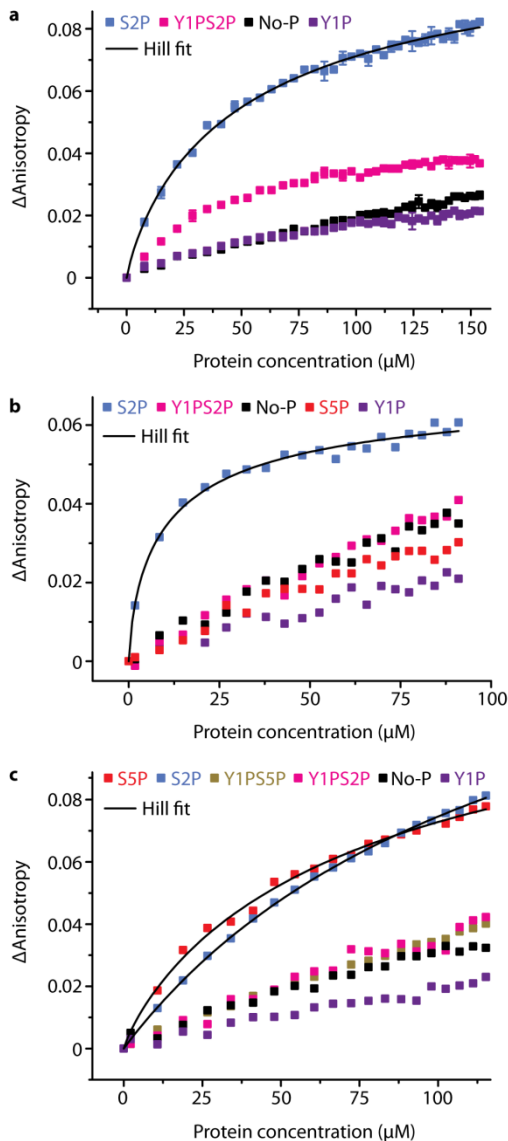 a
S2P Y1PS2P No-P Y1P
Hill fit
0.08
0.06
0.04
0.02
0
ΔAnisotropy
0 25 50 75 100 125 150
Protein concentration (μM)
b
S2P Y1PS2P No-P S5P Y1P
Hill fit
0.06
0.04
0.02
0
ΔAnisotropy
0 25 50 75 100
Protein concentration (μM)
c
S5P S2P Y1PS5P Y1PS2P No-P Y1P
Hill fit
0.08
0.06
0.04
0.02
0
ΔAnisotropy
0 25 50 75 100
Protein concentration (μM)